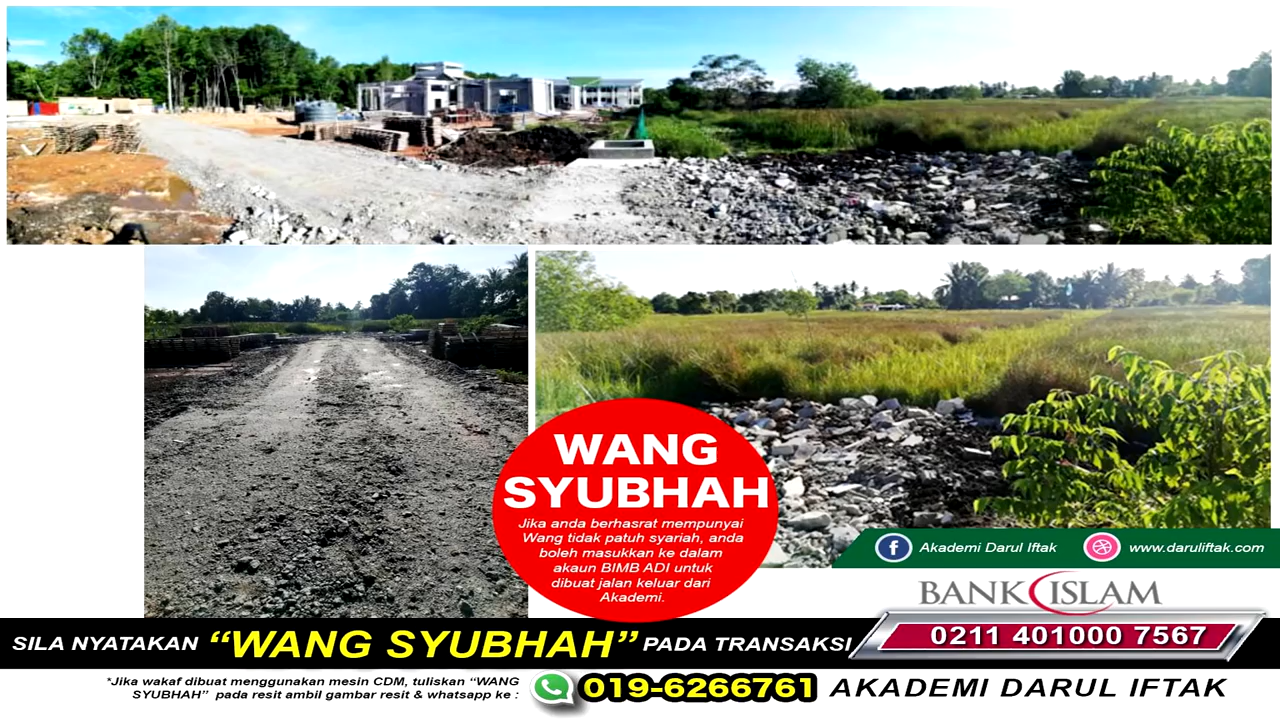 WANG
SYUBHAH
Jika anda berhasrat mempunyai
Wang tidak patuh syariah, anda
boleh masukkan ke dalam
akaun BIMB ADI untuk
dibuat jalan keluar dari
Akademi.
Akademi Darul Iftak
www.daruliftak.com
BANK ISLAM
SILA NYATAKAN “WANG SYUBHAH” PADA TRANSAKSI
0211 401000 7567
*Jika wakaf dibuat menggunakan mesin CDM, tuliskan “WANG
SYUBHAH” pada resit ambil gambar resit & whatsapp ke :
019-6266761
AKADEMI DARUL IFTAK